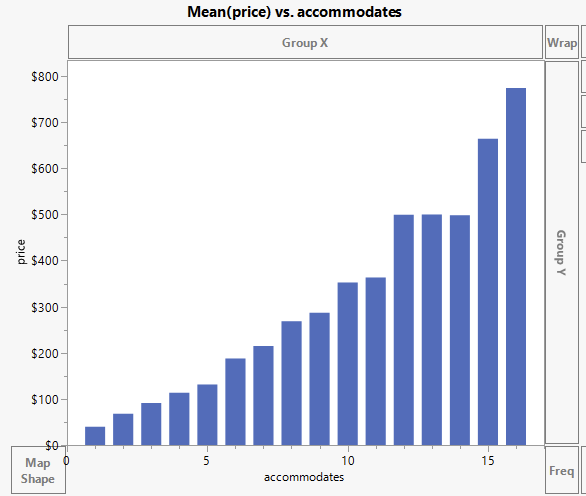 Mean(price) vs. accommodates
Group X
Wrap
$800
$700
$600
$500
$400
$300
$200
$100
$0
price
Group Y
0
5
10
15
accommodates
Map
Shape
Freq